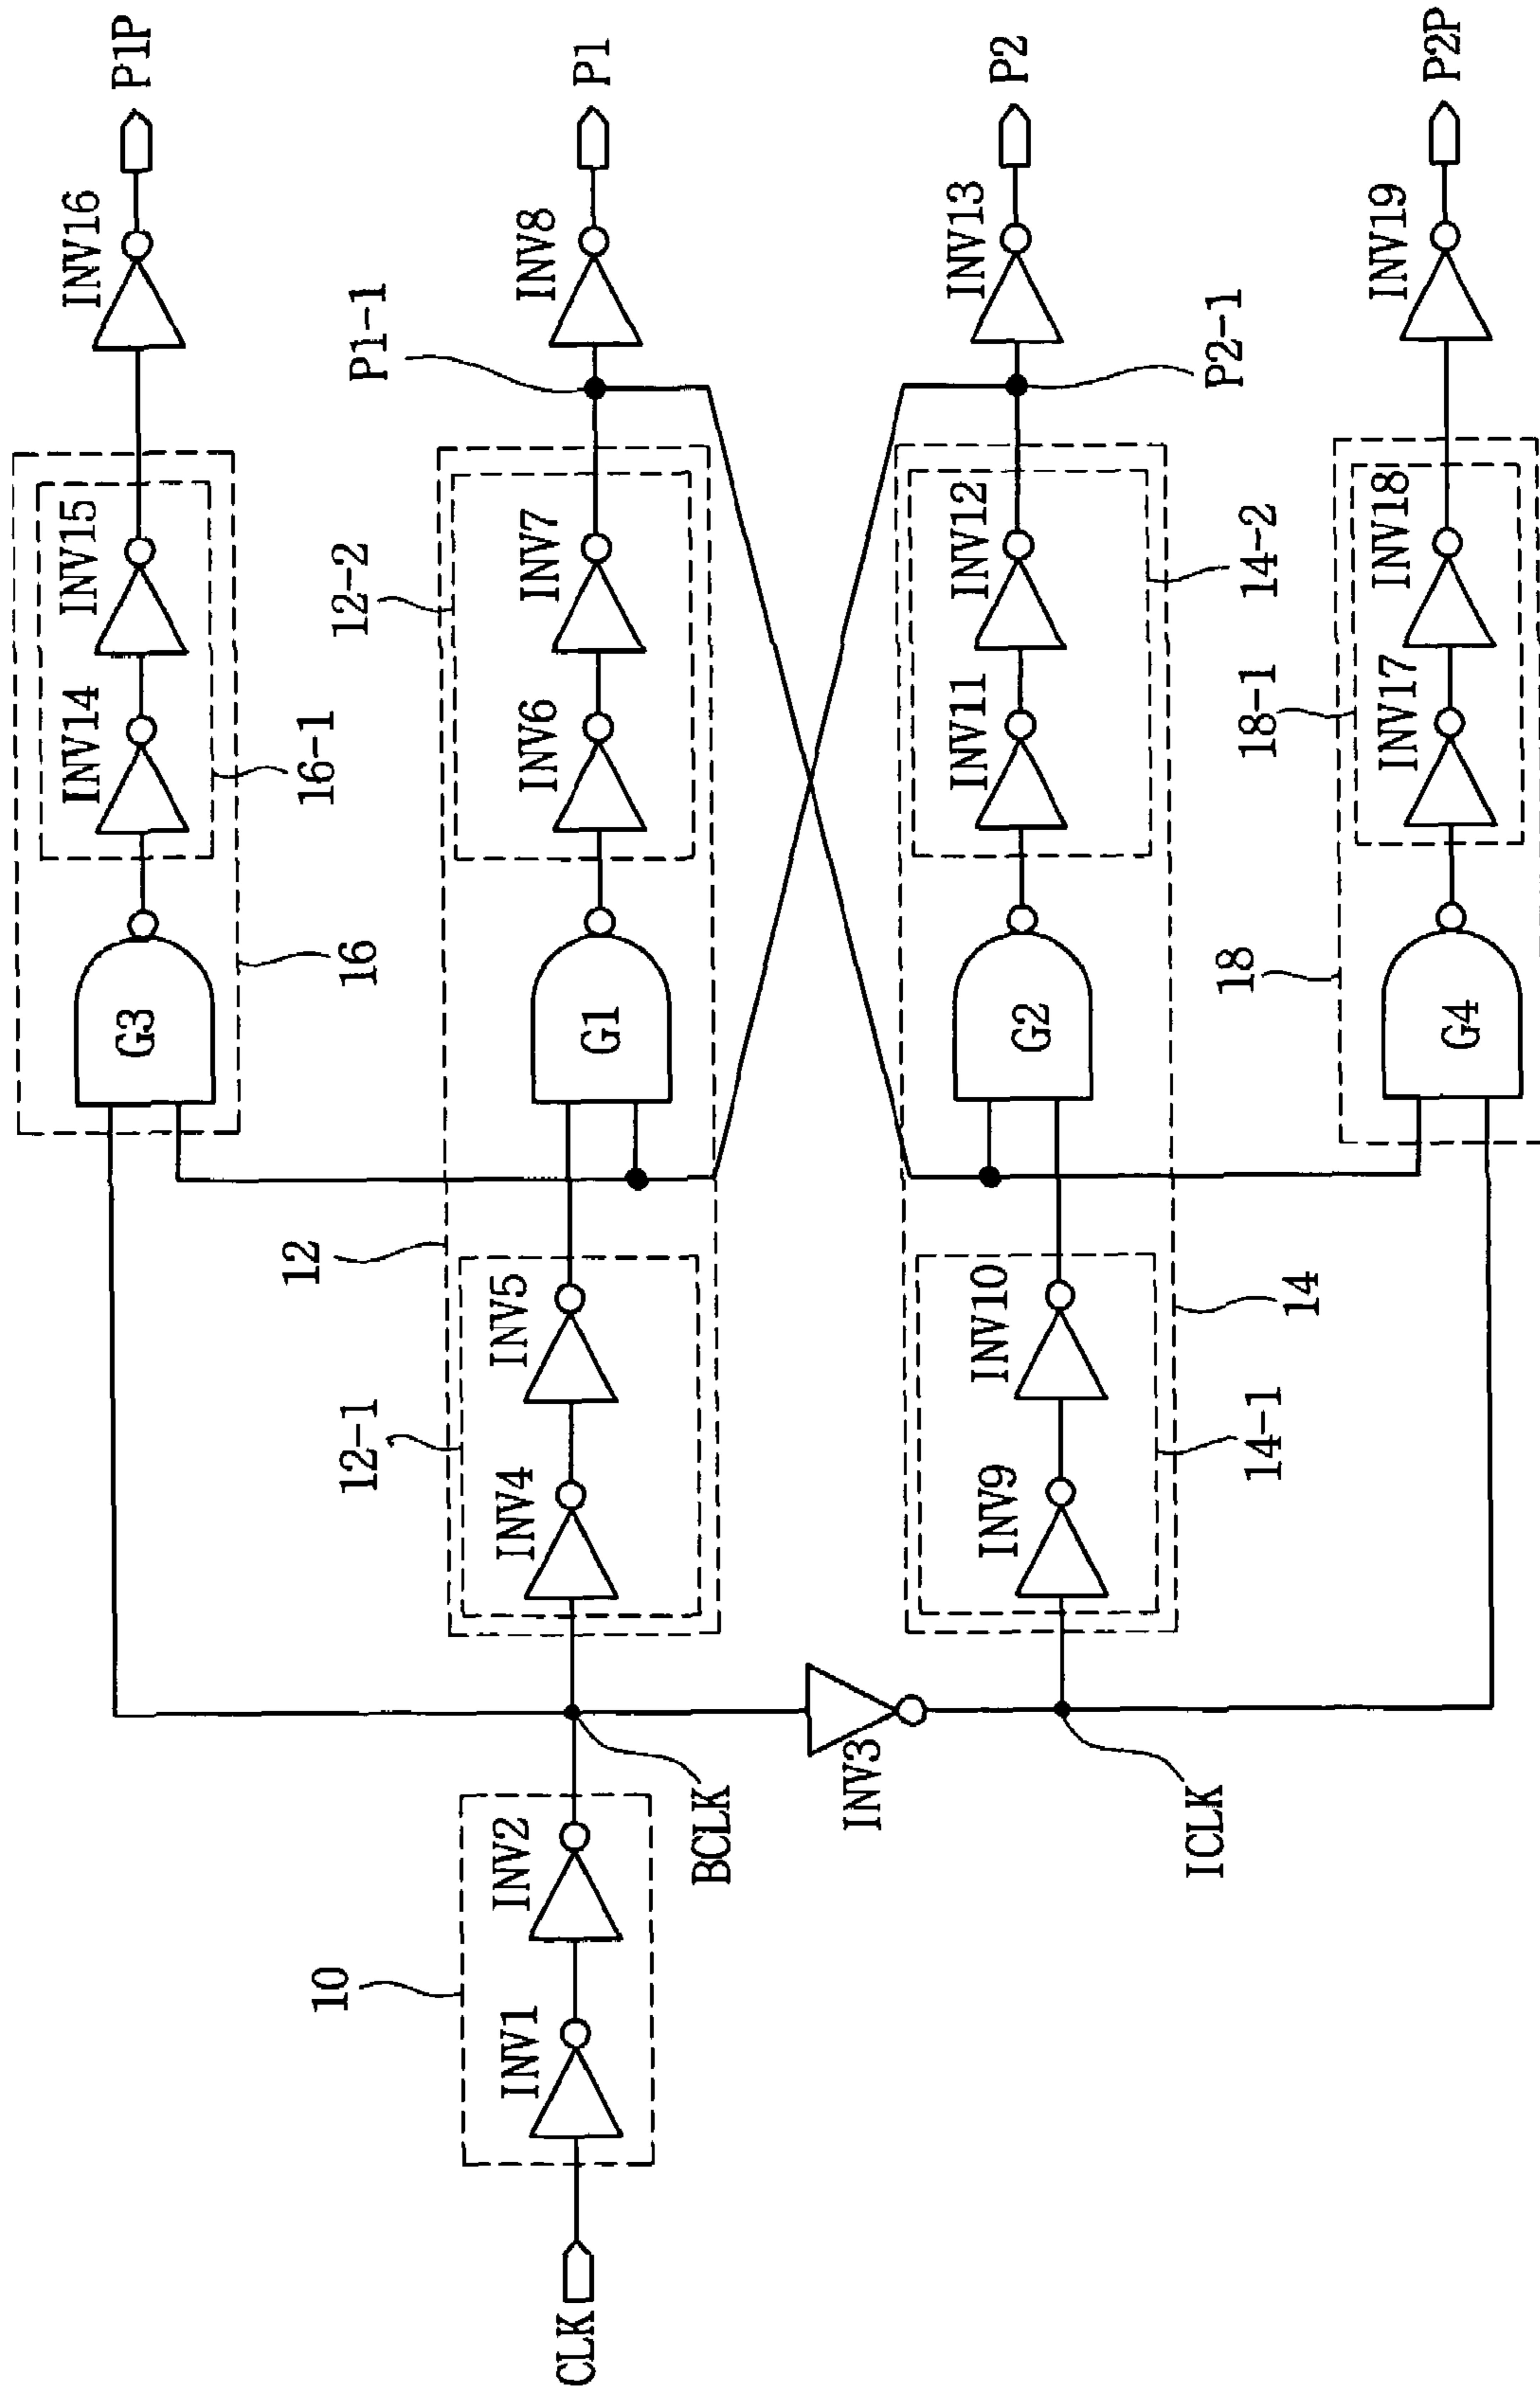 P1P
INV16
INV15
INV14
16-1
16
G3
P1
INV8
P1-1
12-2
INV7
INV6
G1
12
INV5
12-1
INV4
BCLK
INV2
10
INV1
CLK
INV3
P2
INV13
P2-1
INV12
INV11
14-2
G2
INV10
14
INV9
14-1
ICLK
P2P
INV19
INV18
INV17
18-1
18
G4